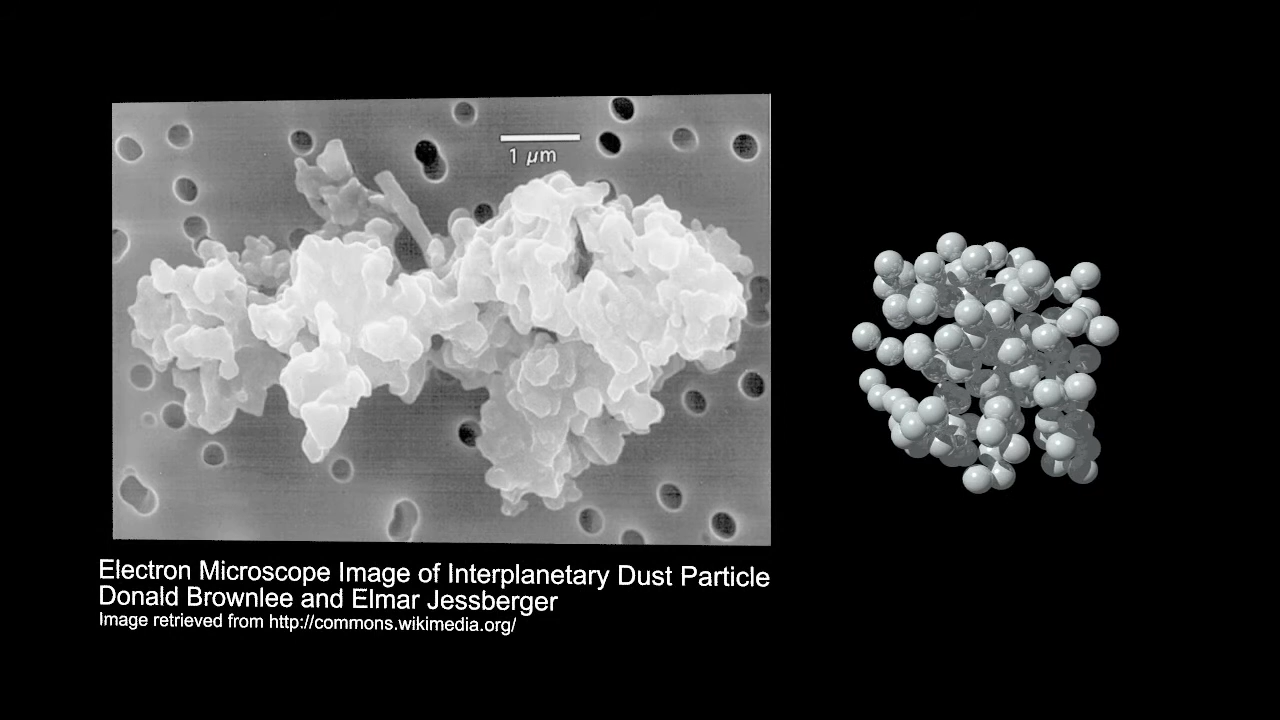 1 µm
Electron Microscope Image of Interplanetary Dust Particle
Donald Brownlee and Elmar Jessberger
Image retrieved from http://commons.wikimedia.org/